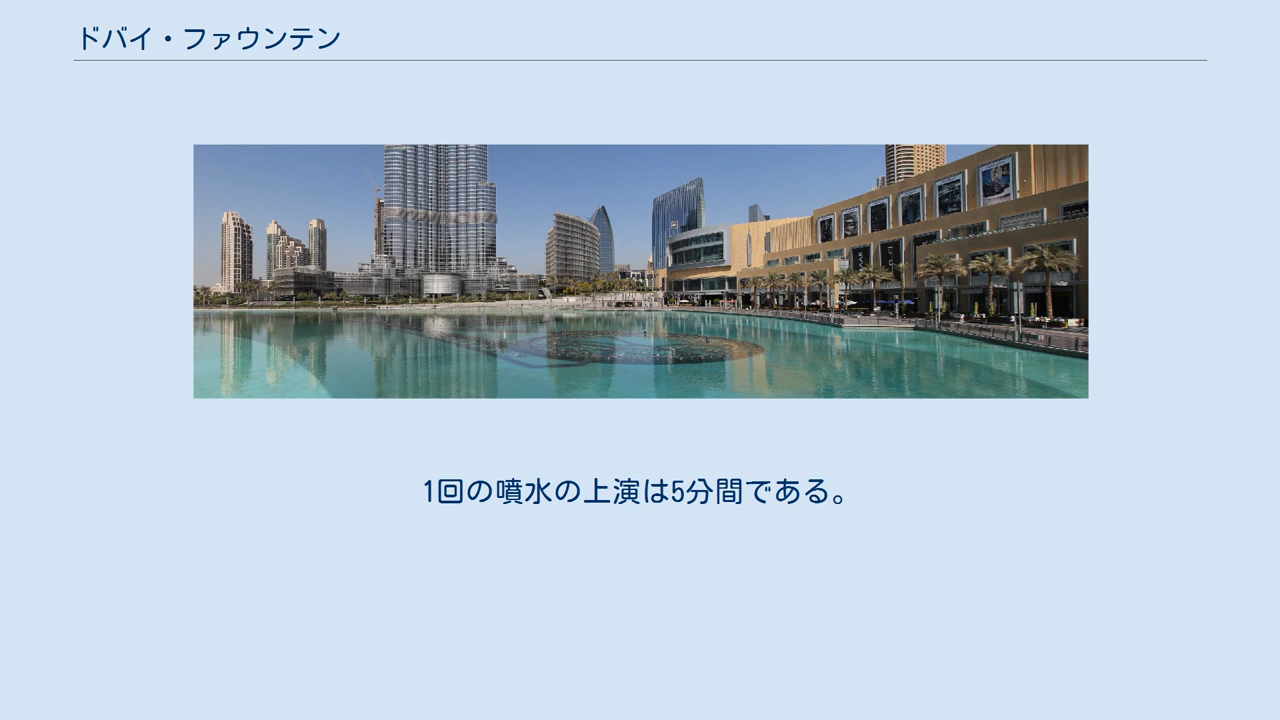 ドバイ・ファウンテン
1回の噴水の上演は5分間である。